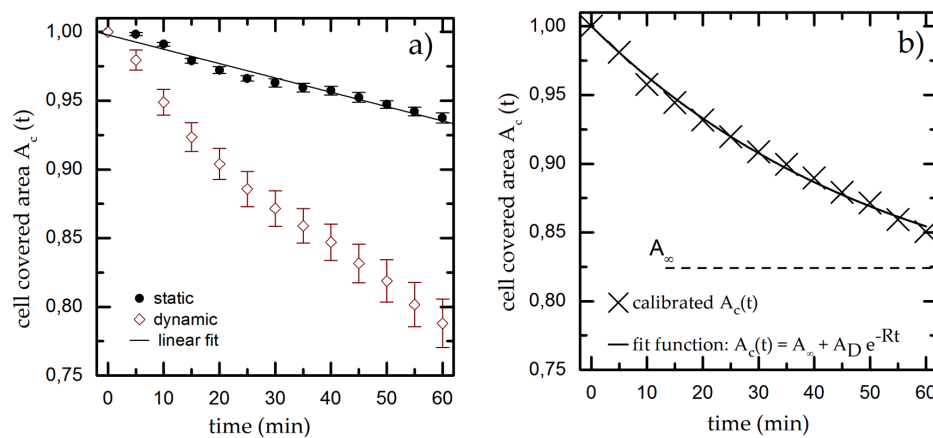 a)
1,00
0,95
0,90
0,85
0,80
0,75
cell covered area A_c (t)
static
dynamic
linear fit
0 10 20 30 40 50 60
time (min)
b)
1,00
0,95
0,90
0,85
0,80
0,75
cell covered area A_c (t)
A_∞
calibrated A_c(t)
fit function: A_c(t) = A_∞ + A_D e^-Rt
0 10 20 30 40 50 60
time (min)